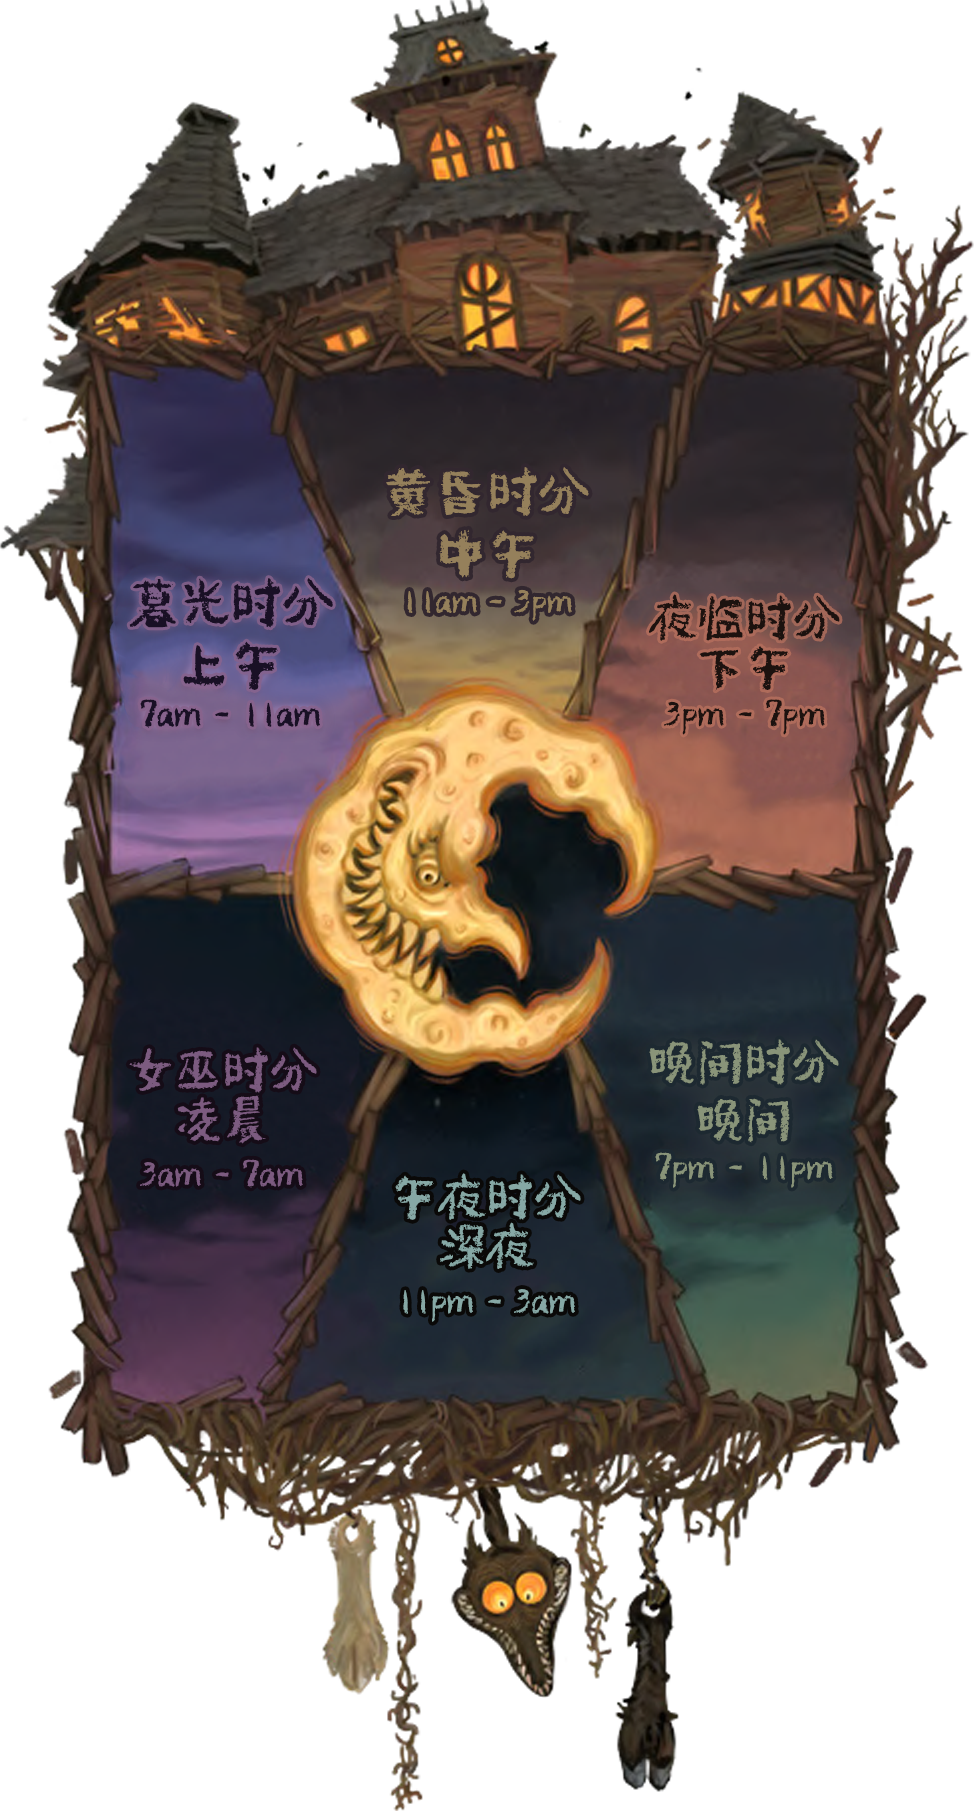 黄昏时分
中午
11am - 3pm
暮光时分
上午
7am - 11am
夜临时分
下午
3pm - 7pm
女巫时分
凌晨
3am - 7am
晚间时分
晚间
7pm - 11pm
午夜时分
深夜
11pm - 3am